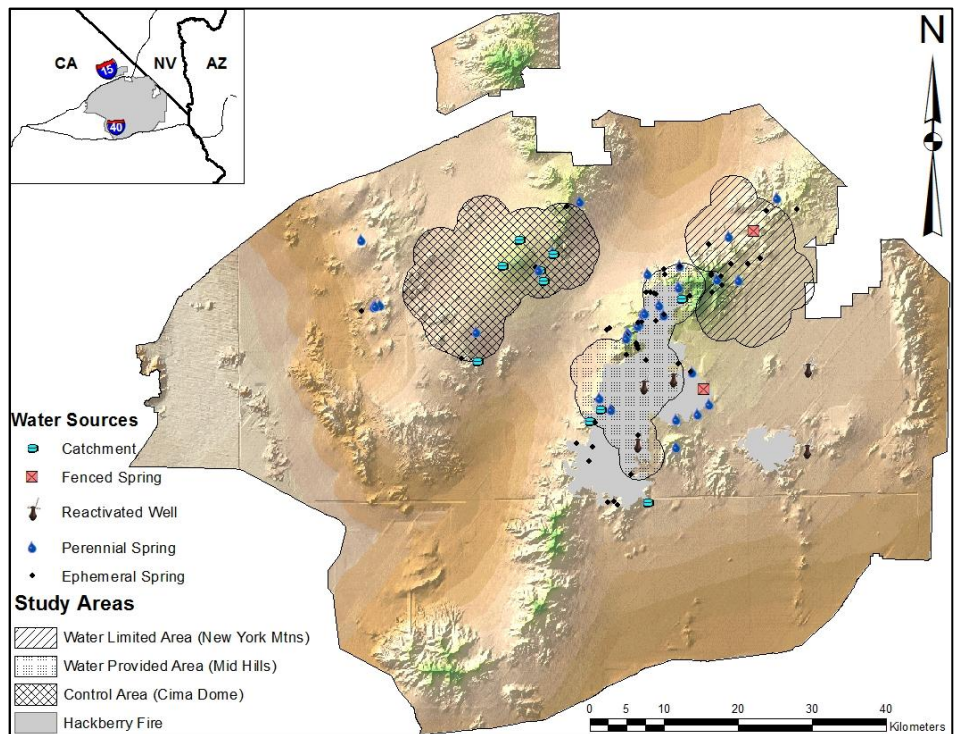 CA
NV
AZ
15
40
N
Water Sources
Catchment
Fenced Spring
Reactivated Well
Perennial Spring
Ephemeral Spring
Study Areas
Water Limited Area (New York Mtns)
Water Provided Area (Mid Hills)
Control Area (Cima Dome)
Hackberry Fire
0 5 10 20 30 40
Kilometers